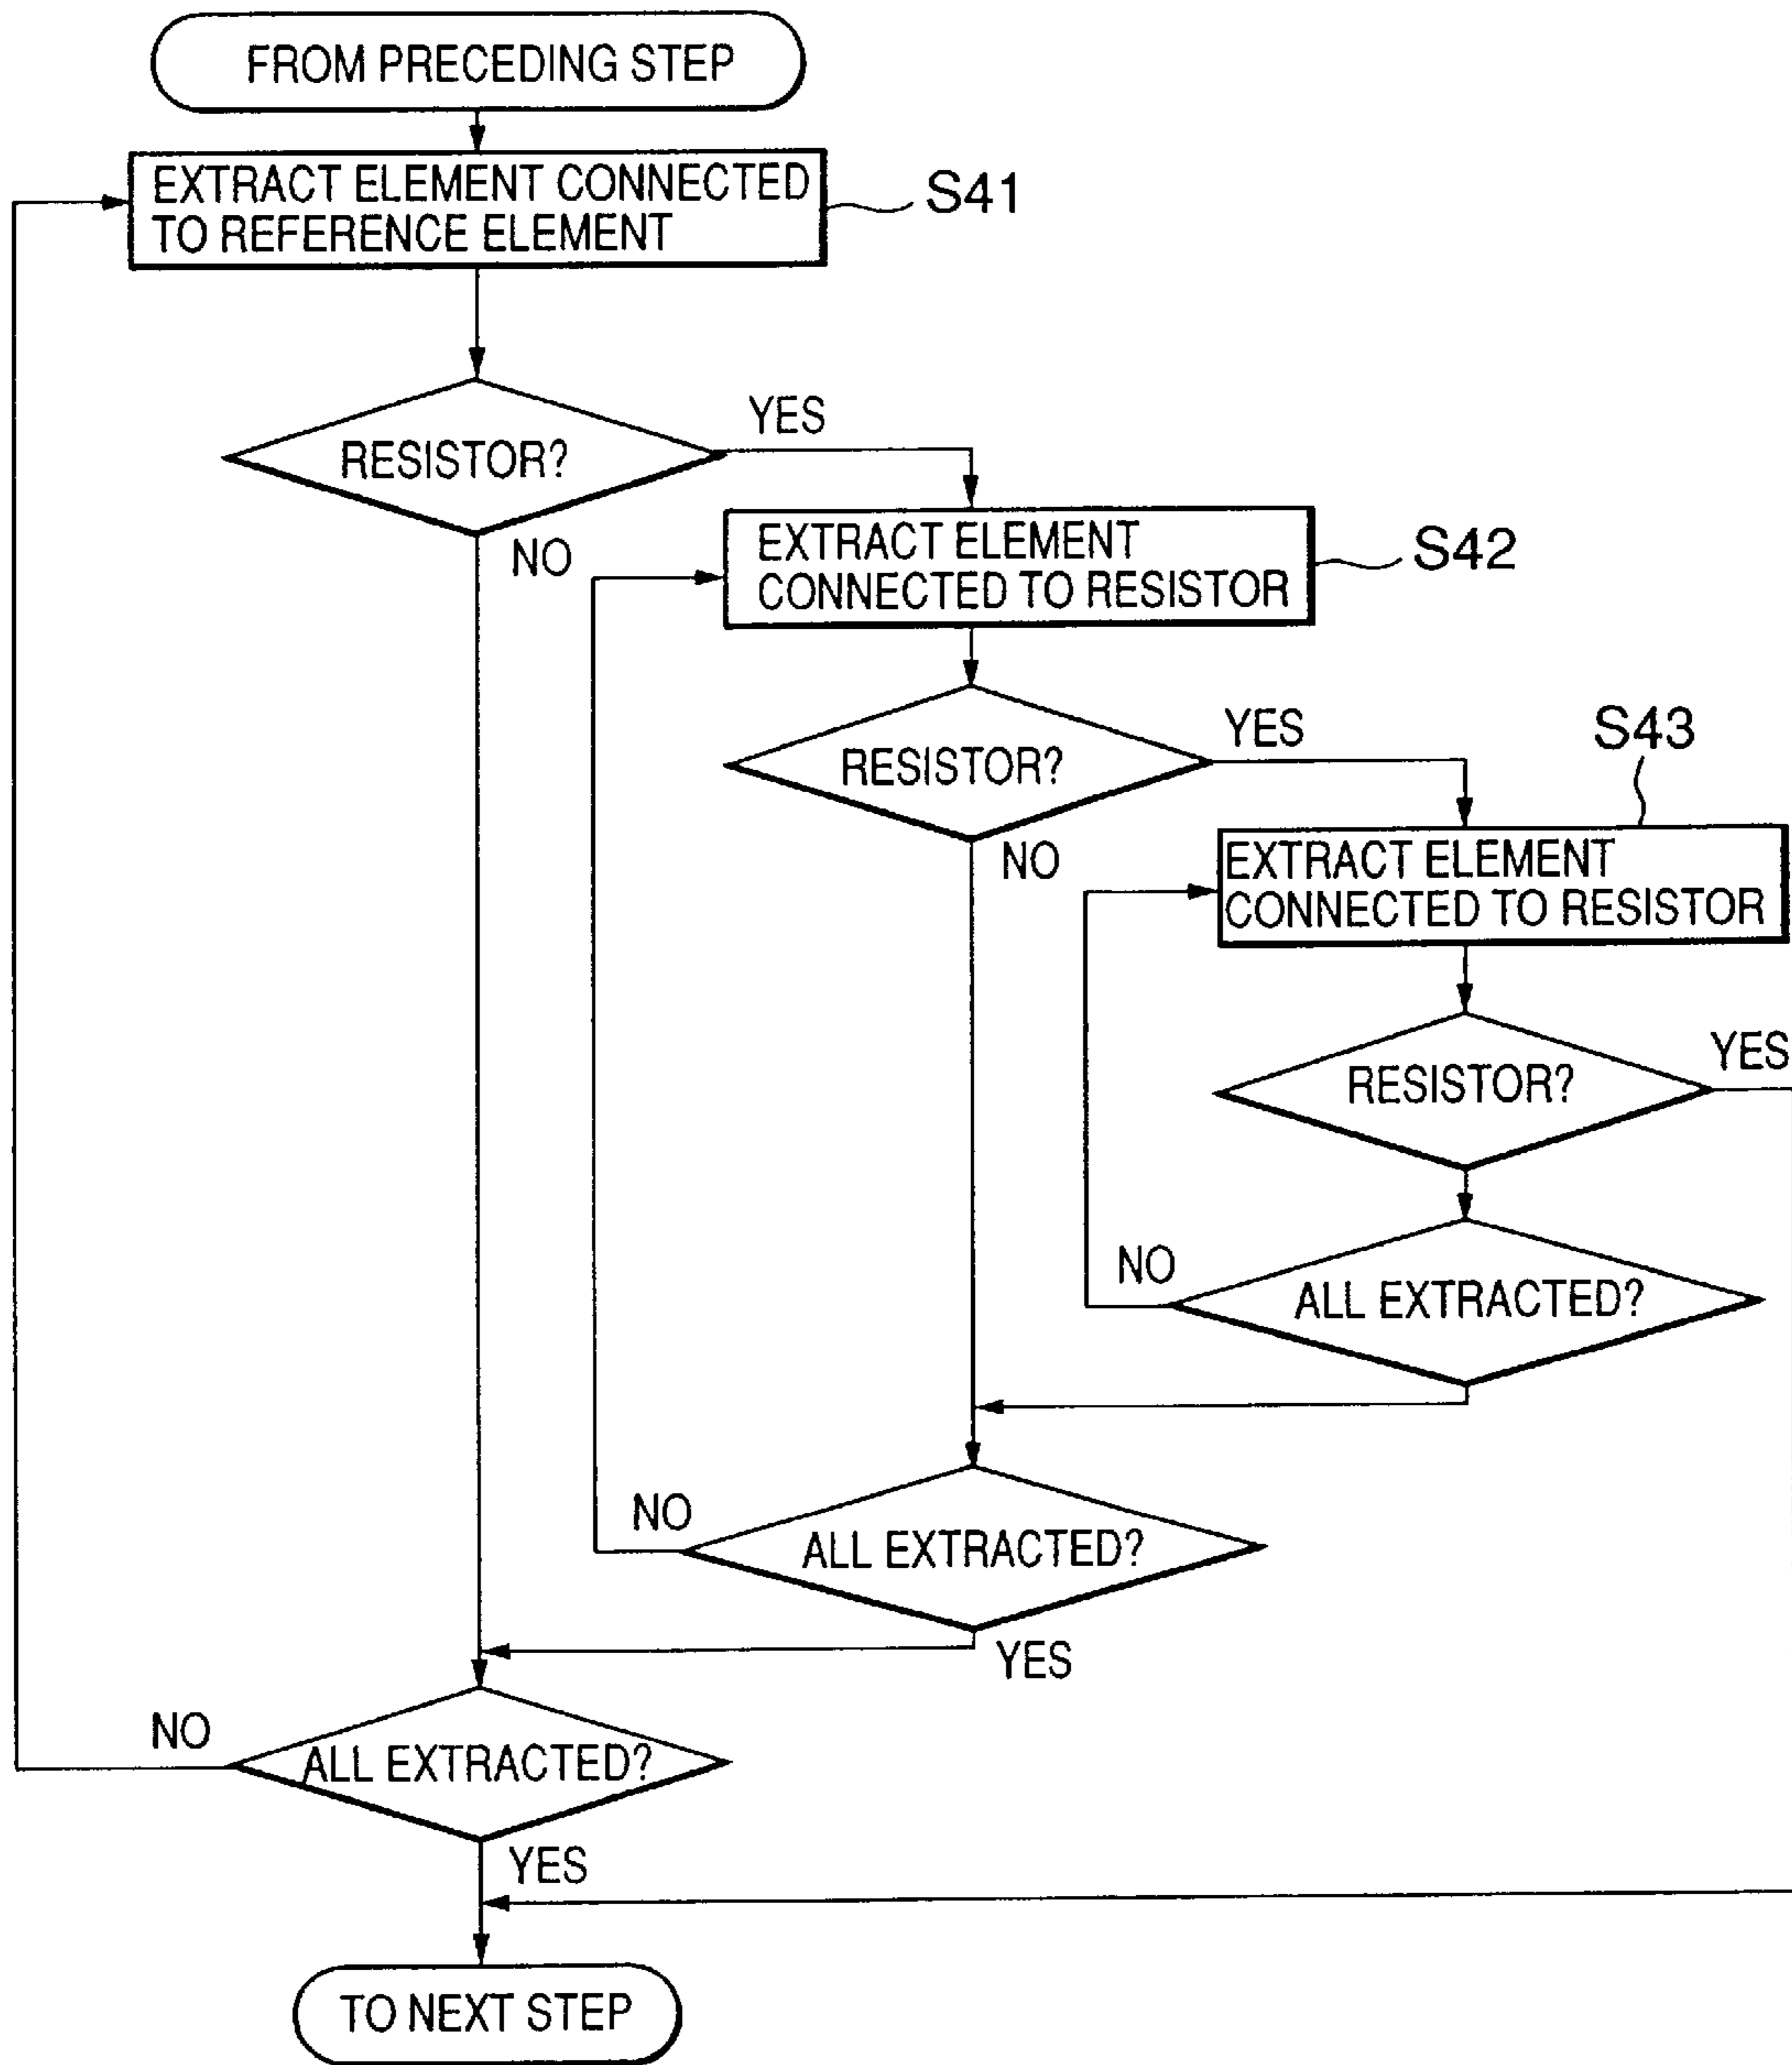 FROM PRECEDING STEP
EXTRACT ELEMENT CONNECTED
TO REFERENCE ELEMENT
S41
RESISTOR?
YES
NO
EXTRACT ELEMENT
CONNECTED TO RESISTOR
S42
RESISTOR?
YES
NO
S43
EXTRACT ELEMENT
CONNECTED TO RESISTOR
RESISTOR?
YES
ALL EXTRACTED?
NO
ALL EXTRACTED?
NO
YES
ALL EXTRACTED?
NO
YES
TO NEXT STEP